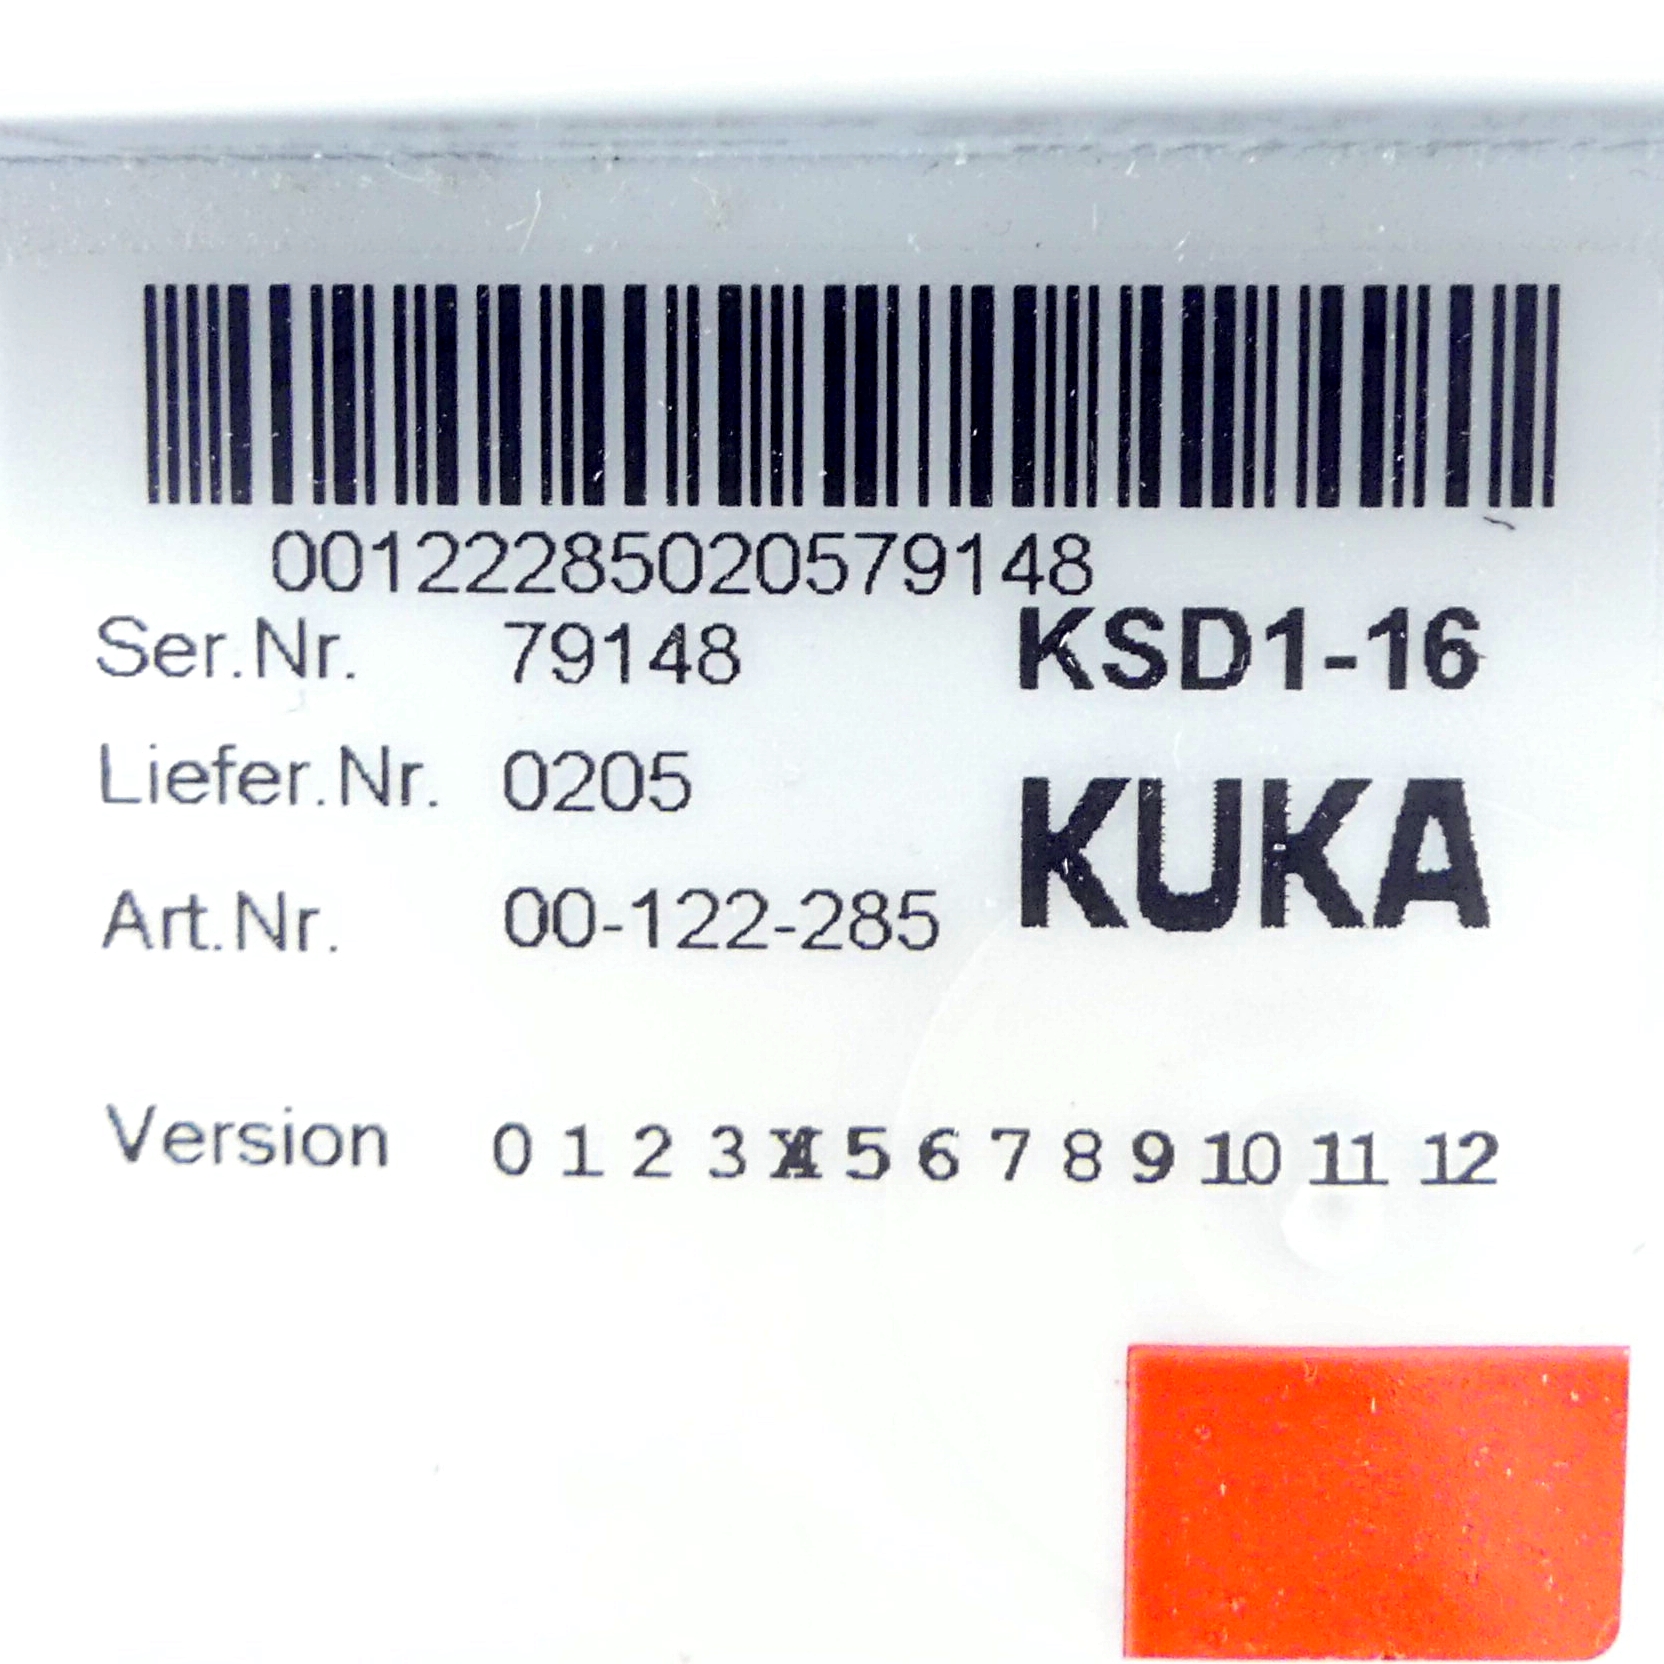 00122285020579148
Ser.Nr. 79148 KSD1-16
Liefer.Nr. 0205 KUKA
Art.Nr. 00-122-285
Version 0 1 2 3 X 5 6 7 8 9 10 11 12